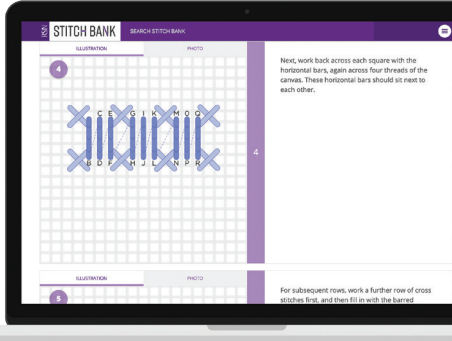 RSN STITCH BANK SEARCH STITCH BANK
ILLUSTRATION PHOTO
4
C E G I K M O Q
B D F H J L N P R
4
Next, work back across each square with the
horizontal bars, again across four threads of the
canvas. These horizontal bars should sit next to
each other.
ILLUSTRATION PHOTO
5
For subsequent rows, work a further row of cross
stitches first, and then fill in with the barred